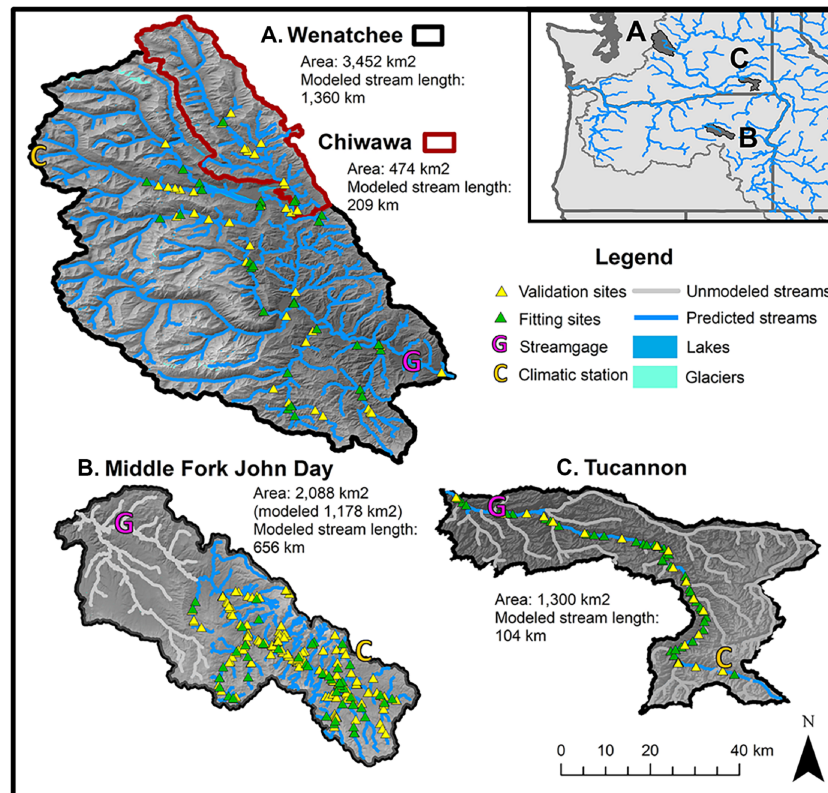 A. Wenatchee
Area: 3,452 km2
Modeled stream length:
1,360 km
Chiwawa
Area: 474 km2
Modeled stream length:
209 km
C
G
A
C
B
Legend
Validation sites
Fitting sites
G Streamgage
C Climatic station
Unmodeled streams
Predicted streams
Lakes
Glaciers
B. Middle Fork John Day
Area: 2,088 km2
(modeled 1,178 km2)
Modeled stream length:
656 km
G
C
C. Tucannon
Area: 1,300 km2
Modeled stream length:
104 km
G
C
N
0 10 20 40 km